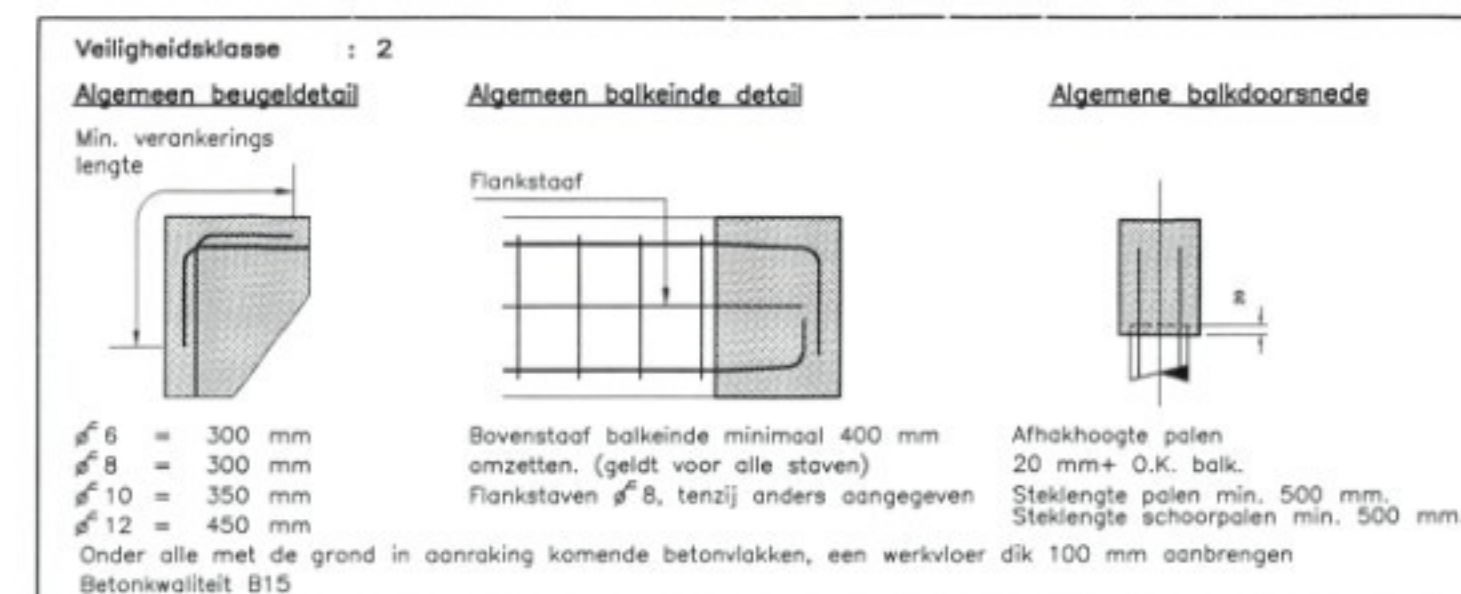 Veiligheidsklasse : 2
Algemeen beugeldetail
Min. verankerings
lengte
ø 6 = 300 mm
ø 8 = 300 mm
ø 10 = 350 mm
ø 12 = 450 mm
Algemeen balkeinde detail
Flankstaaf
Bovenstaaf balkeinde minimaal 400 mm
omzetten. (geldt voor alle staven)
Flankstaven ø 8, tenzij anders aangegeven
Algemene balkdoorsnede
20
Afhakhoogte palen
20 mm+ O.K. balk.
Steklengte palen min. 500 mm.
Steklengte schoorpalen min. 500 mm.
Onder alle met de grond in aanraking komende betonvlakken, een werkvloer dik 100 mm aanbrengen
Betonkwaliteit B15